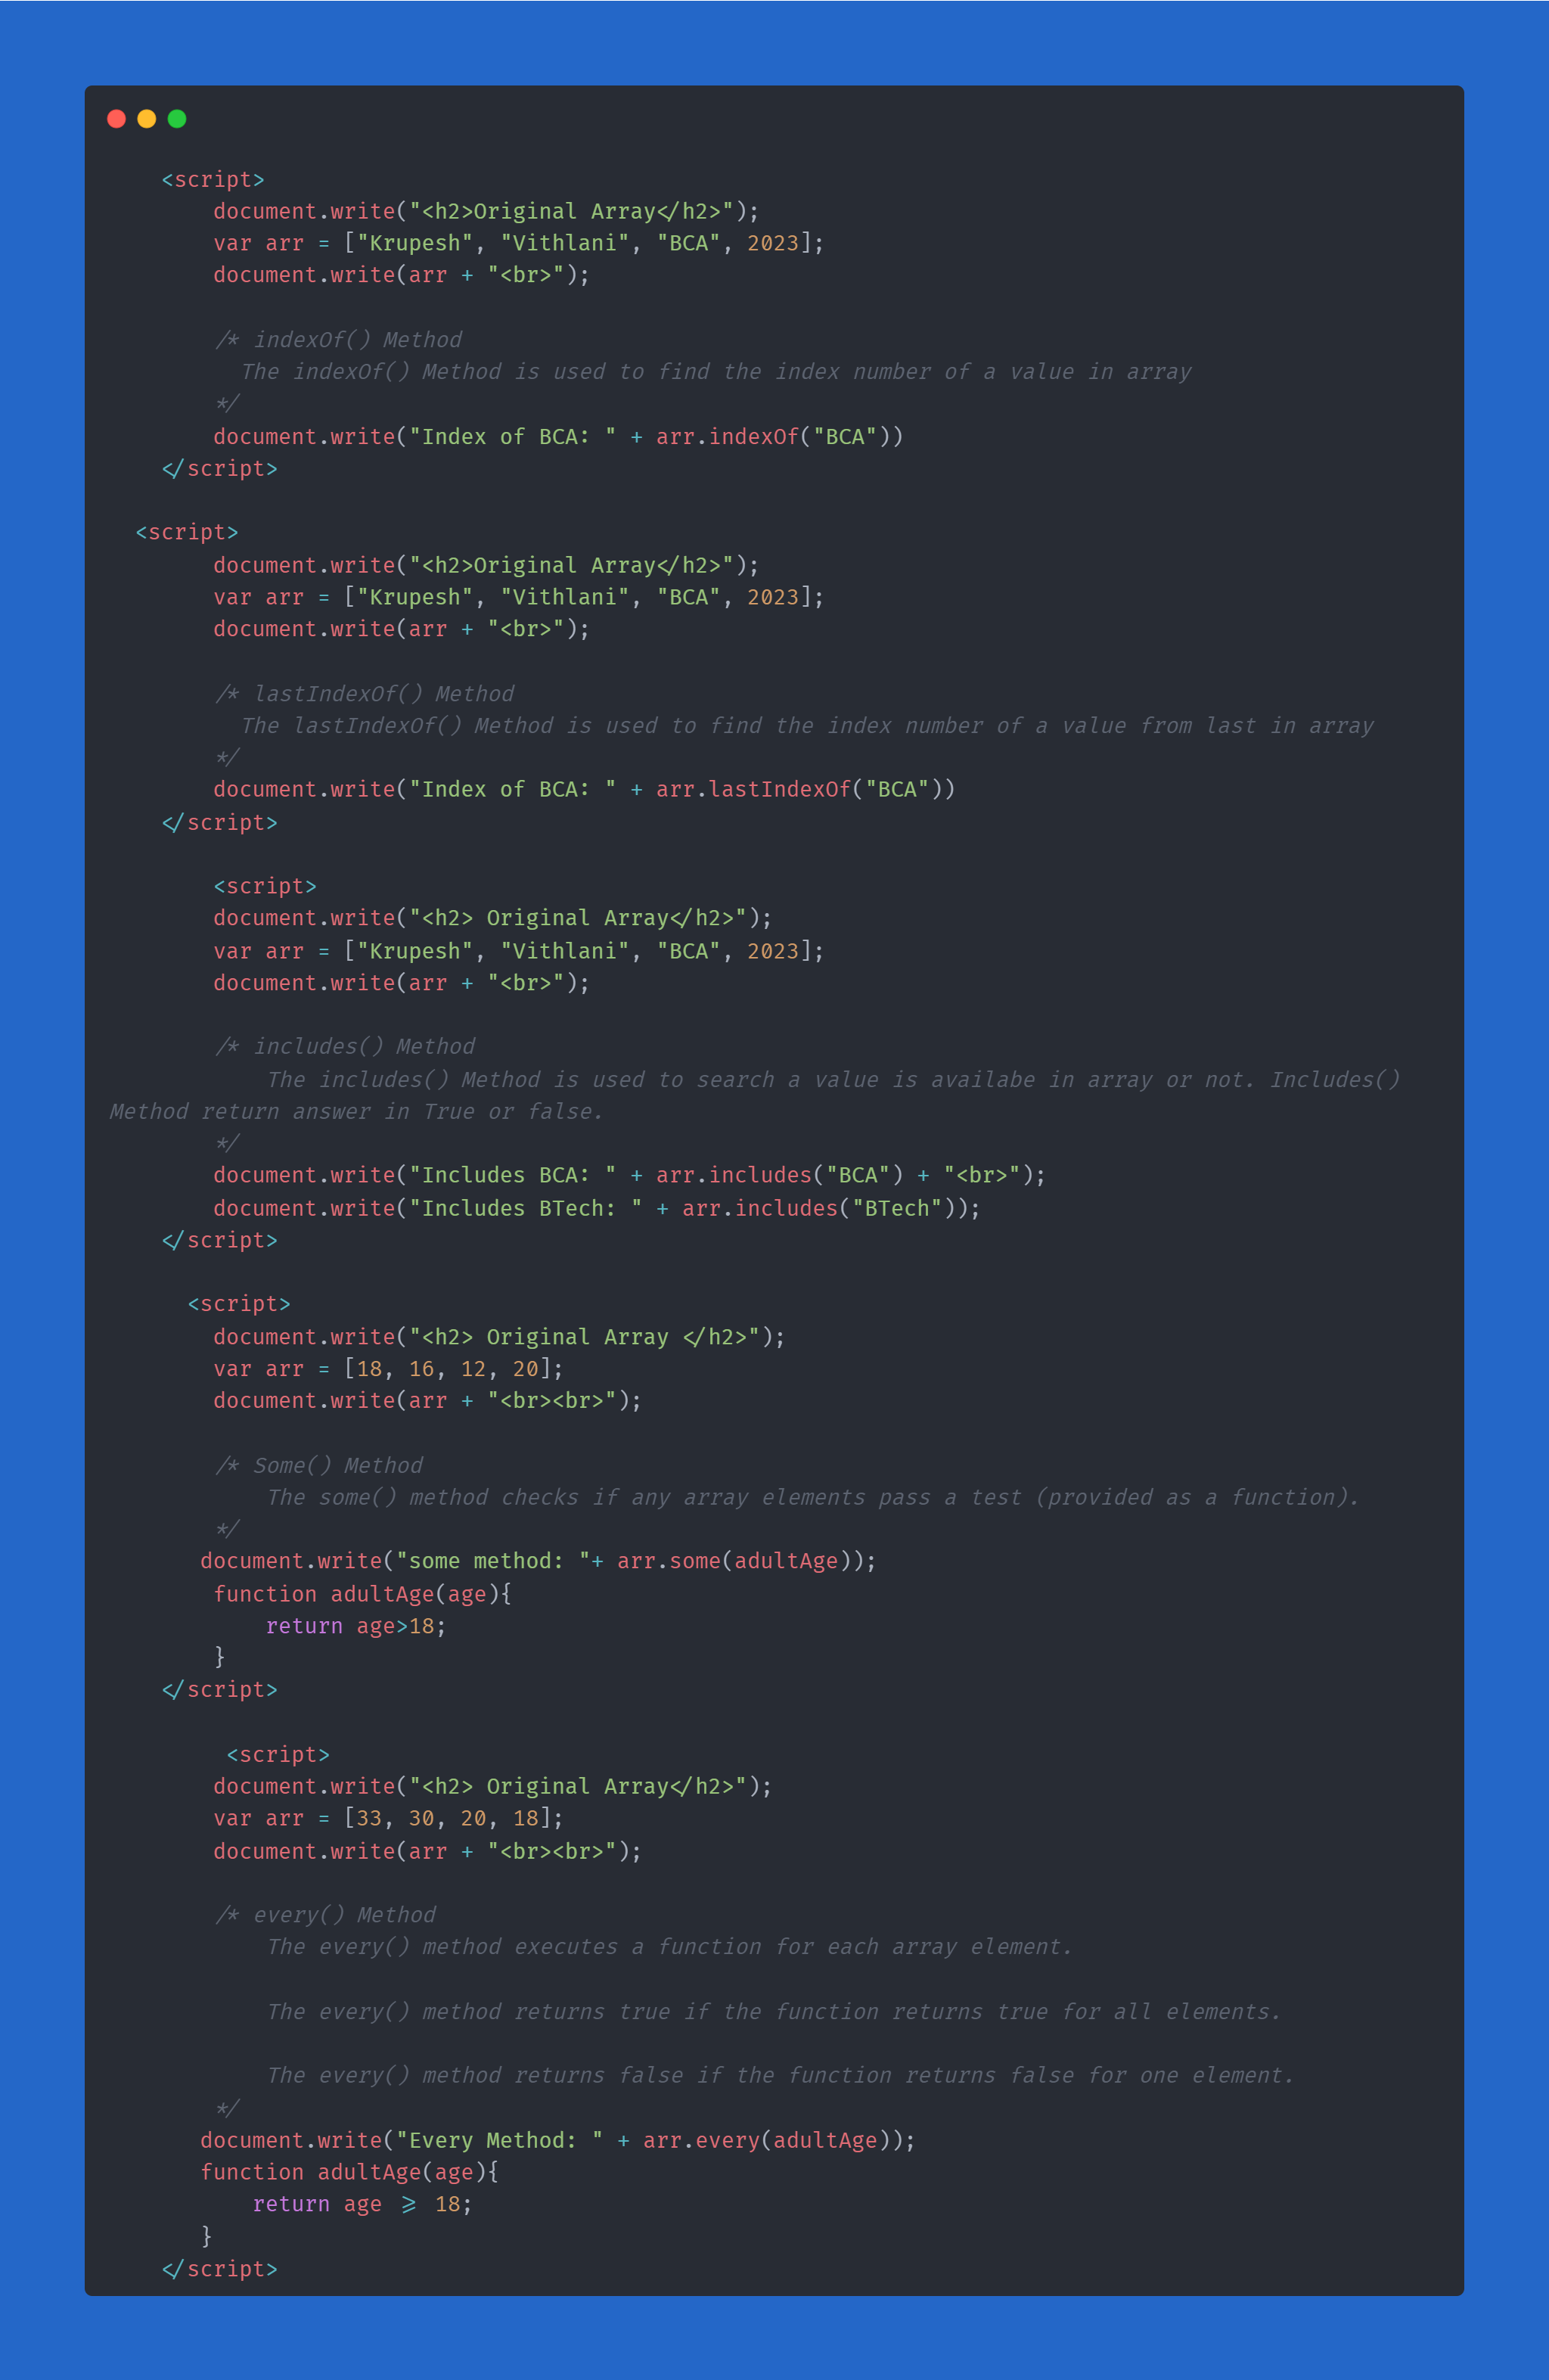 <script>
document.write("<h2>Original Array</h2>");
var arr = ["Krupesh", "Vithlani", "BCA", 2023];
document.write(arr + "<br>");
/* indexOf() Method
The indexOf() Method is used to find the index number of a value in array
*/
document.write("Index of BCA: " + arr.indexOf("BCA"))
</script>
<script>
document.write("<h2>Original Array</h2>");
var arr = ["Krupesh", "Vithlani", "BCA", 2023];
document.write(arr + "<br>");
/* lastIndexOf() Method
The lastIndexOf() Method is used to find the index number of a value from last in array
*/
document.write("Index of BCA: " + arr.lastIndexOf("BCA"))
</script>
<script>
document.write("<h2> Original Array</h2>");
var arr = ["Krupesh", "Vithlani", "BCA", 2023];
document.write(arr + "<br>");
/* includes() Method
The includes() Method is used to search a value is availabe in array or not. Includes()
Method return answer in True or false.
*/
document.write("Includes BCA: " + arr.includes("BCA") + "<br>");
document.write("Includes BTech: " + arr.includes("BTech"));
</script>
<script>
document.write("<h2> Original Array </h2>");
var arr = [18, 16, 12, 20];
document.write(arr + "<br><br>");
/* Some() Method
The some() method checks if any array elements pass a test (provided as a function).
*/
document.write("some method: "+ arr.some(adultAge));
function adultAge(age){
return age>18;
}
</script>
<script>
document.write("<h2> Original Array</h2>");
var arr = [33, 30, 20, 18];
document.write(arr + "<br><br>");
/* every() Method
The every() method executes a function for each array element.
The every() method returns true if the function returns true for all elements.
The every() method returns false if the function returns false for one element.
*/
document.write("Every Method: " + arr.every(adultAge));
function adultAge(age){
return age >= 18;
}
</script>